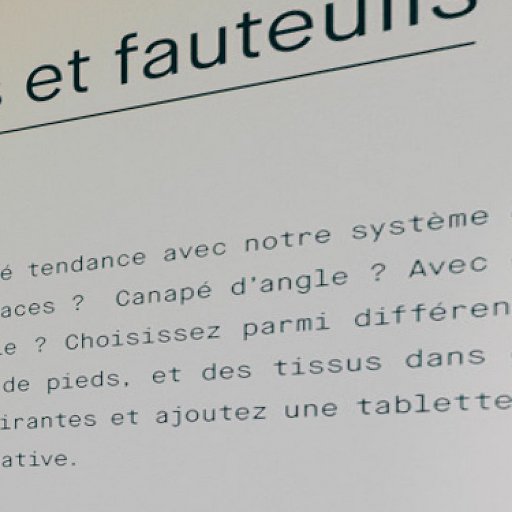 et fauteuils
é tendance avec notre système
aces ? Canapé d'angle ? Avec
le ? Choisissez parmi différen
de pieds, et des tissus dans
irantes et ajoutez une tablette
ative.